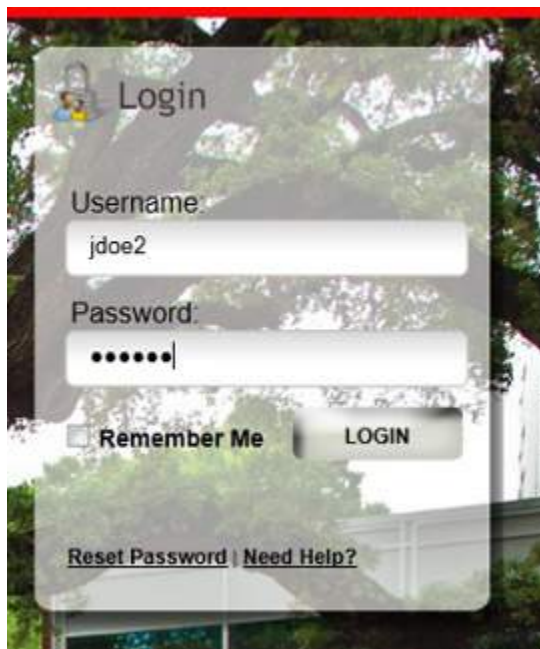 Login
Username:
jdoe2
Password:
••••••
Remember Me
LOGIN
Reset Password | Need Help?